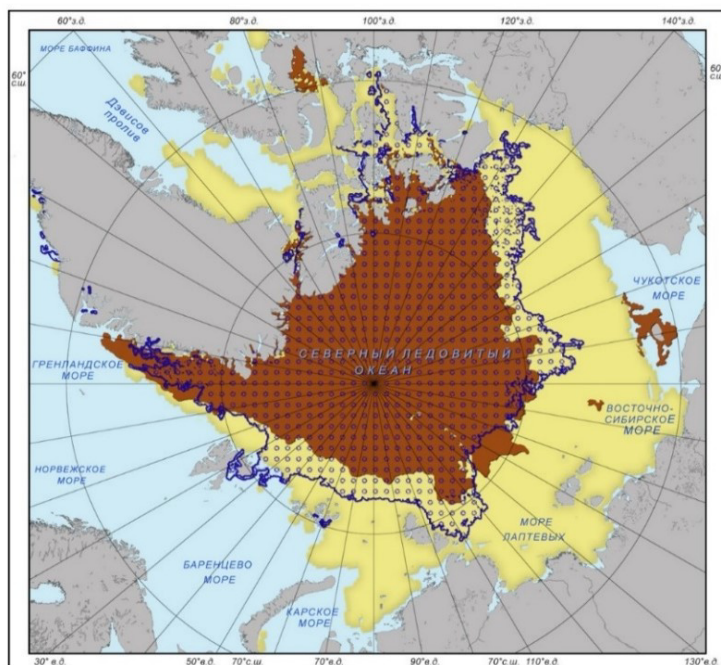 60°з.д.
80°з.д.
100°з.д.
120°з.д.
140°з.д.
МОРЕ БАФФИНА
60°
с.ш.
60°
с.ш.
Дэвисов
пролив
ЧУКОТСКОЕ
МОРЕ
СЕВЕРНЫЙ ЛЕДОВИТЫЙ
ОКЕАН
ГРЕНЛАНДСКОЕ
МОРЕ
ВОСТОЧНО-
СИБИРСКОЕ
МОРЕ
НОРВЕЖСКОЕ
МОРЕ
МОРЕ
ЛАПТЕВЫХ
БАРЕНЦЕВО
МОРЕ
КАРСКОЕ
МОРЕ
30° в.д.
50°в.д.
70°с.ш.
70°в.д.
90°в.д.
70°с.ш.
110°в.д.
130°в.д.